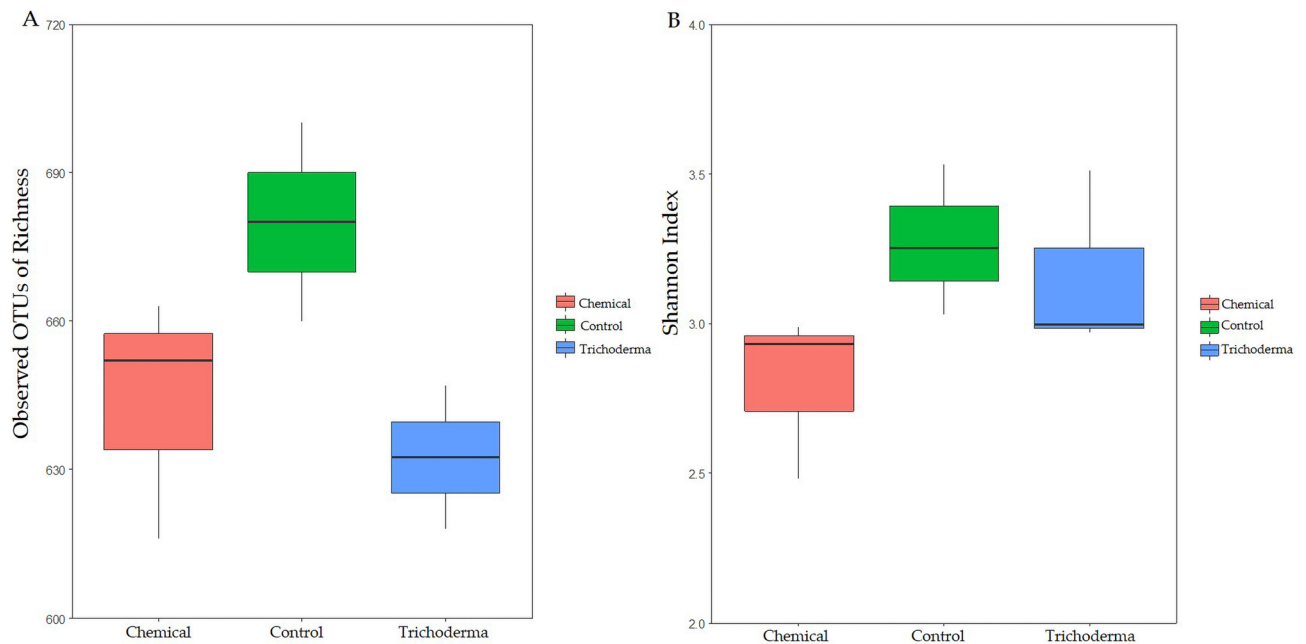 A
Observed OTUs of Richness
720
690
660
630
600
Chemical Control Trichoderma
Chemical
Control
Trichoderma
B
Shannon Index
4.0
3.5
3.0
2.5
2.0
Chemical Control Trichoderma
Chemical
Control
Trichoderma